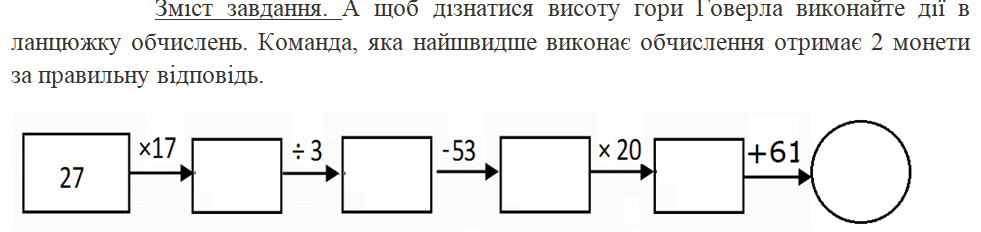 Зміст завдання. А щоб дізнатися висоту гори Говерла виконайте дії в
ланцюжку обчислень. Команда, яка найшвидше виконає обчислення отримає 2 монети
за правильну відповідь.
27 ×17 ÷ 3 -53 × 20 +61